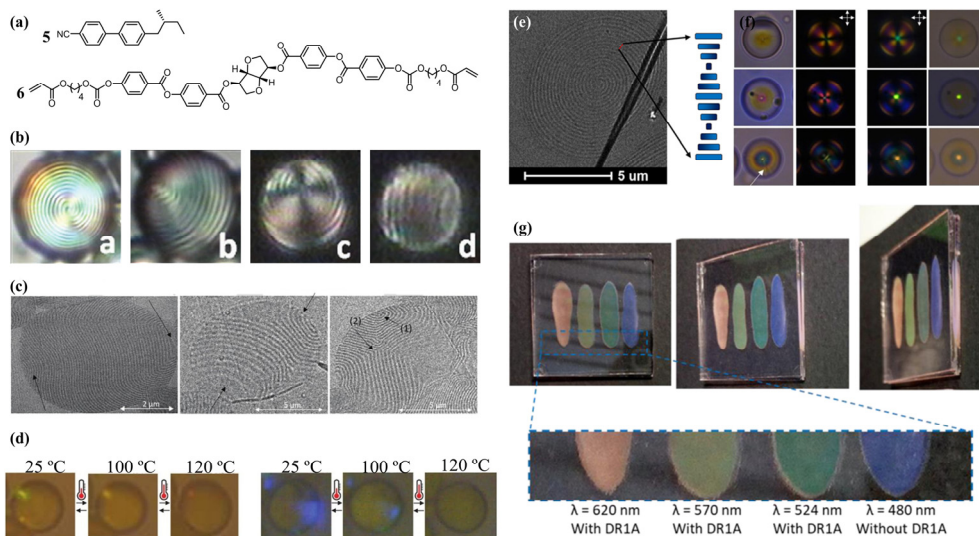 (a)
5
NC
6
O
O
O
4
O
O
O
O
O
O
H
H
O
O
O
O
O
O
O
O
4
O
O
(b)
a
b
c
d
(c)
2 µm
5 µm
(2)
(1)
5 µm
(d)
25 ºC
100 ºC
120 ºC
25 ºC
100 ºC
120 ºC
(e)
5 um
(f)
(g)
λ = 620 nm
With DR1A
λ = 570 nm
With DR1A
λ = 524 nm
With DR1A
λ = 480 nm
Without DR1A